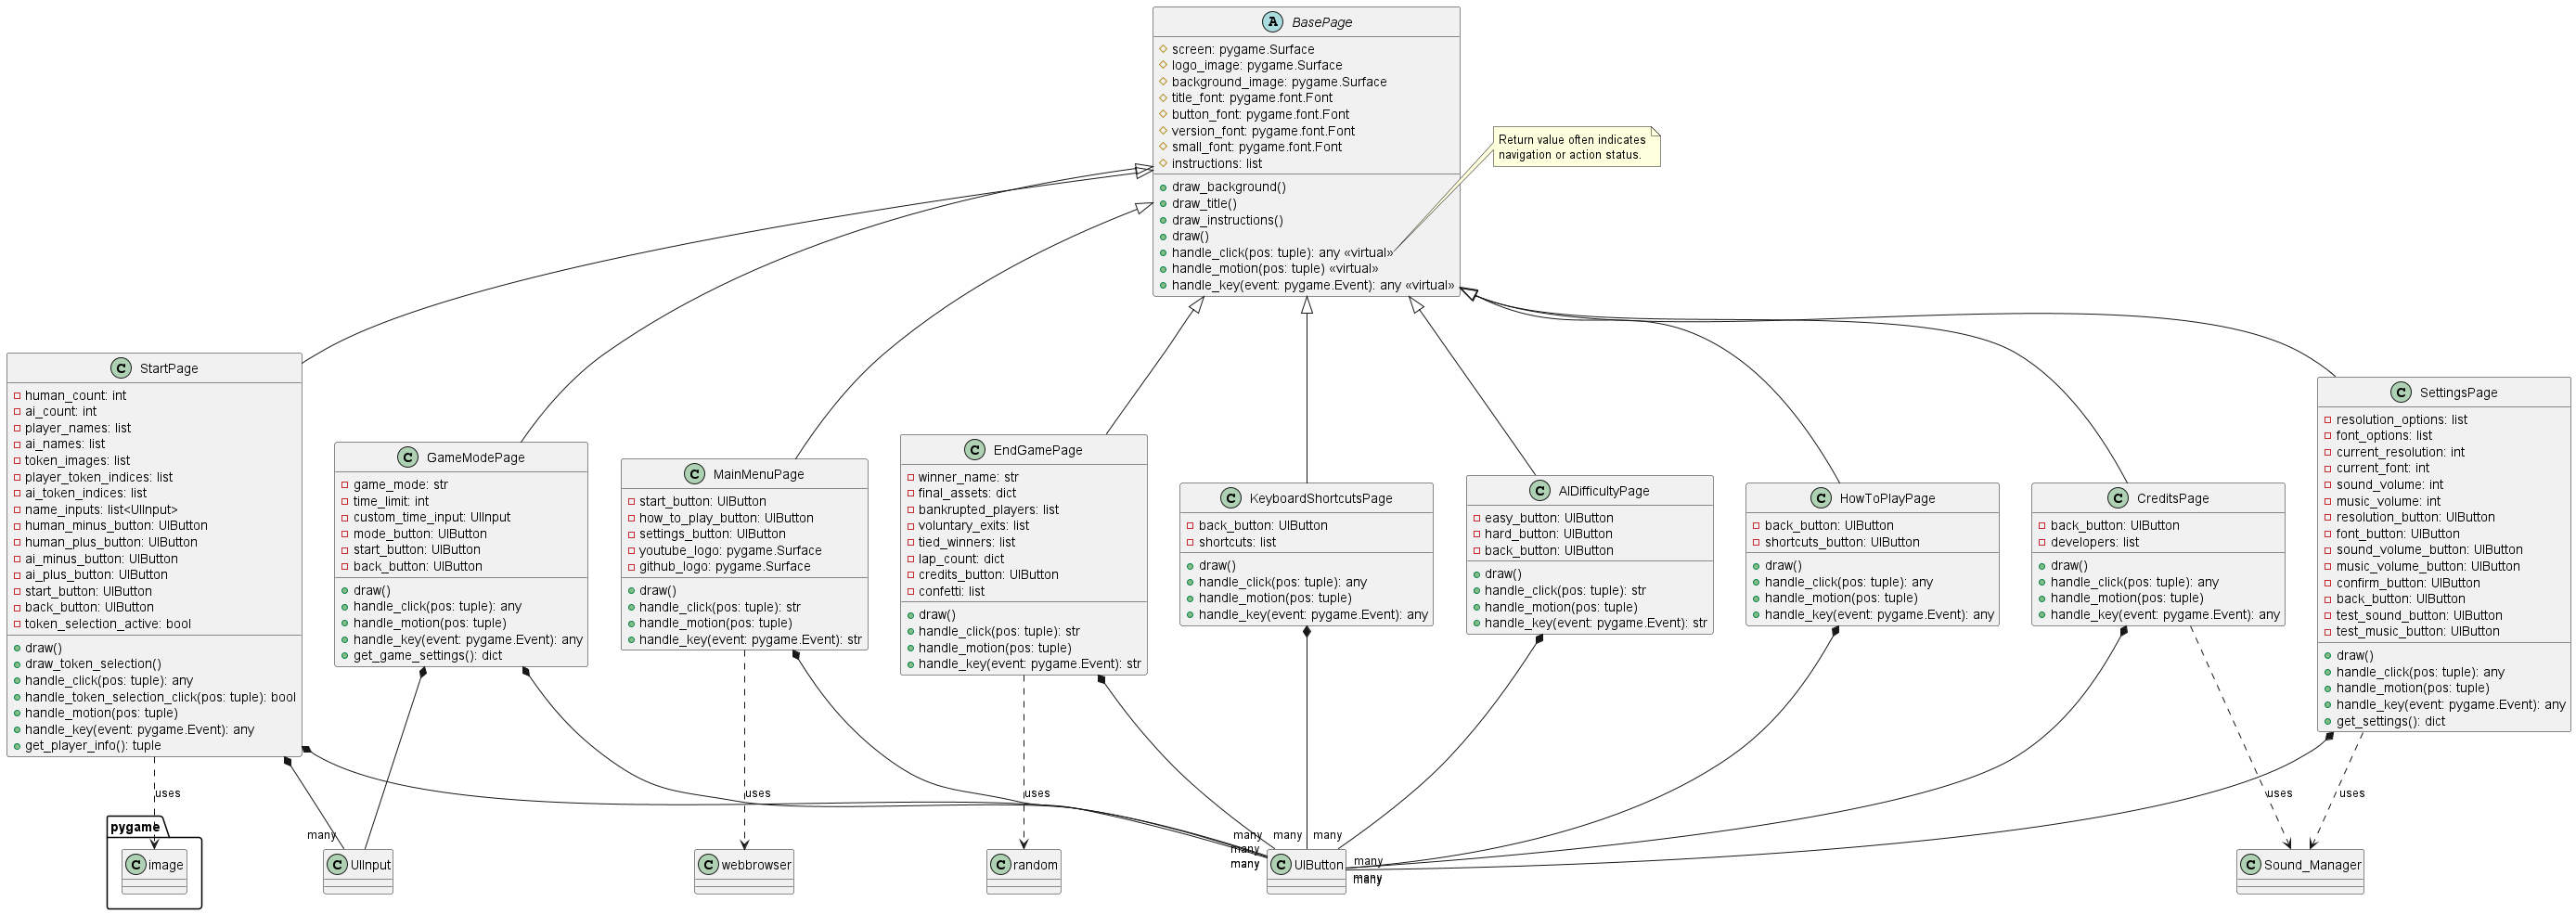 A BasePage
screen: pygame.Surface
logo_image: pygame.Surface
background_image: pygame.Surface
title_font: pygame.font.Font
button_font: pygame.font.Font
version_font: pygame.font.Font
small_font: pygame.font.Font
instructions: list
draw_background()
draw_title()
draw_instructions()
draw()
handle_click(pos: tuple): any «virtual»
handle_motion(pos: tuple) «virtual»
handle_key(event: pygame.Event): any «virtual»
Return value often indicates
navigation or action status.
C StartPage
human_count: int
ai_count: int
player_names: list
ai_names: list
token_images: list
player_token_indices: list
ai_token_indices: list
name_inputs: list<UIInput>
human_minus_button: UIButton
human_plus_button: UIButton
ai_minus_button: UIButton
ai_plus_button: UIButton
start_button: UIButton
back_button: UIButton
token_selection_active: bool
draw()
draw_token_selection()
handle_click(pos: tuple): any
handle_token_selection_click(pos: tuple): bool
handle_motion(pos: tuple)
handle_key(event: pygame.Event): any
get_player_info(): tuple
C GameModePage
game_mode: str
time_limit: int
custom_time_input: UIInput
mode_button: UIButton
start_button: UIButton
back_button: UIButton
draw()
handle_click(pos: tuple): any
handle_motion(pos: tuple)
handle_key(event: pygame.Event): any
get_game_settings(): dict
C MainMenuPage
start_button: UIButton
how_to_play_button: UIButton
settings_button: UIButton
youtube_logo: pygame.Surface
github_logo: pygame.Surface
draw()
handle_click(pos: tuple): str
handle_motion(pos: tuple)
handle_key(event: pygame.Event): str
C EndGamePage
winner_name: str
final_assets: dict
bankrupted_players: list
voluntary_exits: list
tied_winners: list
lap_count: dict
credits_button: UIButton
confetti: list
draw()
handle_click(pos: tuple): str
handle_motion(pos: tuple)
handle_key(event: pygame.Event): str
C KeyboardShortcutsPage
back_button: UIButton
shortcuts: list
draw()
handle_click(pos: tuple): any
handle_motion(pos: tuple)
handle_key(event: pygame.Event): any
C AIDifficultyPage
easy_button: UIButton
hard_button: UIButton
back_button: UIButton
draw()
handle_click(pos: tuple): str
handle_motion(pos: tuple)
handle_key(event: pygame.Event): str
C HowToPlayPage
back_button: UIButton
shortcuts_button: UIButton
draw()
handle_click(pos: tuple): any
handle_motion(pos: tuple)
handle_key(event: pygame.Event): any
C CreditsPage
back_button: UIButton
developers: list
draw()
handle_click(pos: tuple): any
handle_motion(pos: tuple)
handle_key(event: pygame.Event): any
C SettingsPage
resolution_options: list
font_options: list
current_resolution: int
current_font: int
sound_volume: int
music_volume: int
resolution_button: UIButton
font_button: UIButton
sound_volume_button: UIButton
music_volume_button: UIButton
confirm_button: UIButton
back_button: UIButton
test_sound_button: UIButton
test_music_button: UIButton
draw()
handle_click(pos: tuple): any
handle_motion(pos: tuple)
handle_key(event: pygame.Event): any
get_settings(): dict
uses
uses
uses
uses
uses
many
many
many
many
many
many
many
many
many
many
pygame
C image
C UIInput
C webbrowser
C random
C UIButton
C Sound_Manager